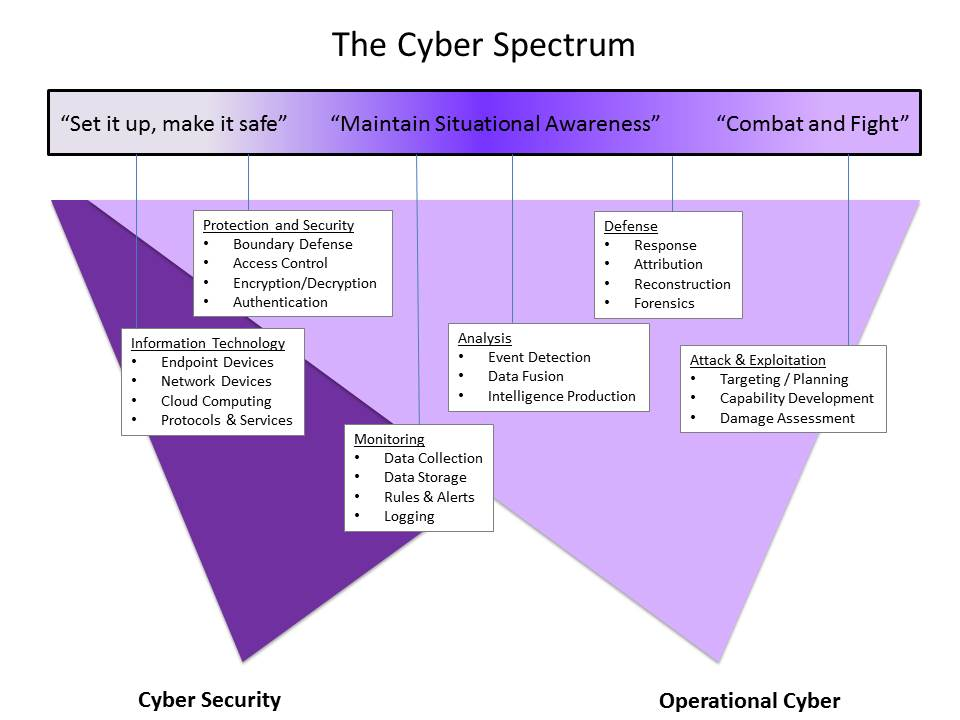 The Cyber Spectrum
“Set it up, make it safe” “Maintain Situational Awareness” “Combat and Fight”
Protection and Security
• Boundary Defense
• Access Control
• Encryption/Decryption
• Authentication
Defense
• Response
• Attribution
• Reconstruction
• Forensics
Information Technology
• Endpoint Devices
• Network Devices
• Cloud Computing
• Protocols & Services
Analysis
• Event Detection
• Data Fusion
• Intelligence Production
Attack & Exploitation
• Targeting / Planning
• Capability Development
• Damage Assessment
Monitoring
• Data Collection
• Data Storage
• Rules & Alerts
• Logging
Cyber Security
Operational Cyber